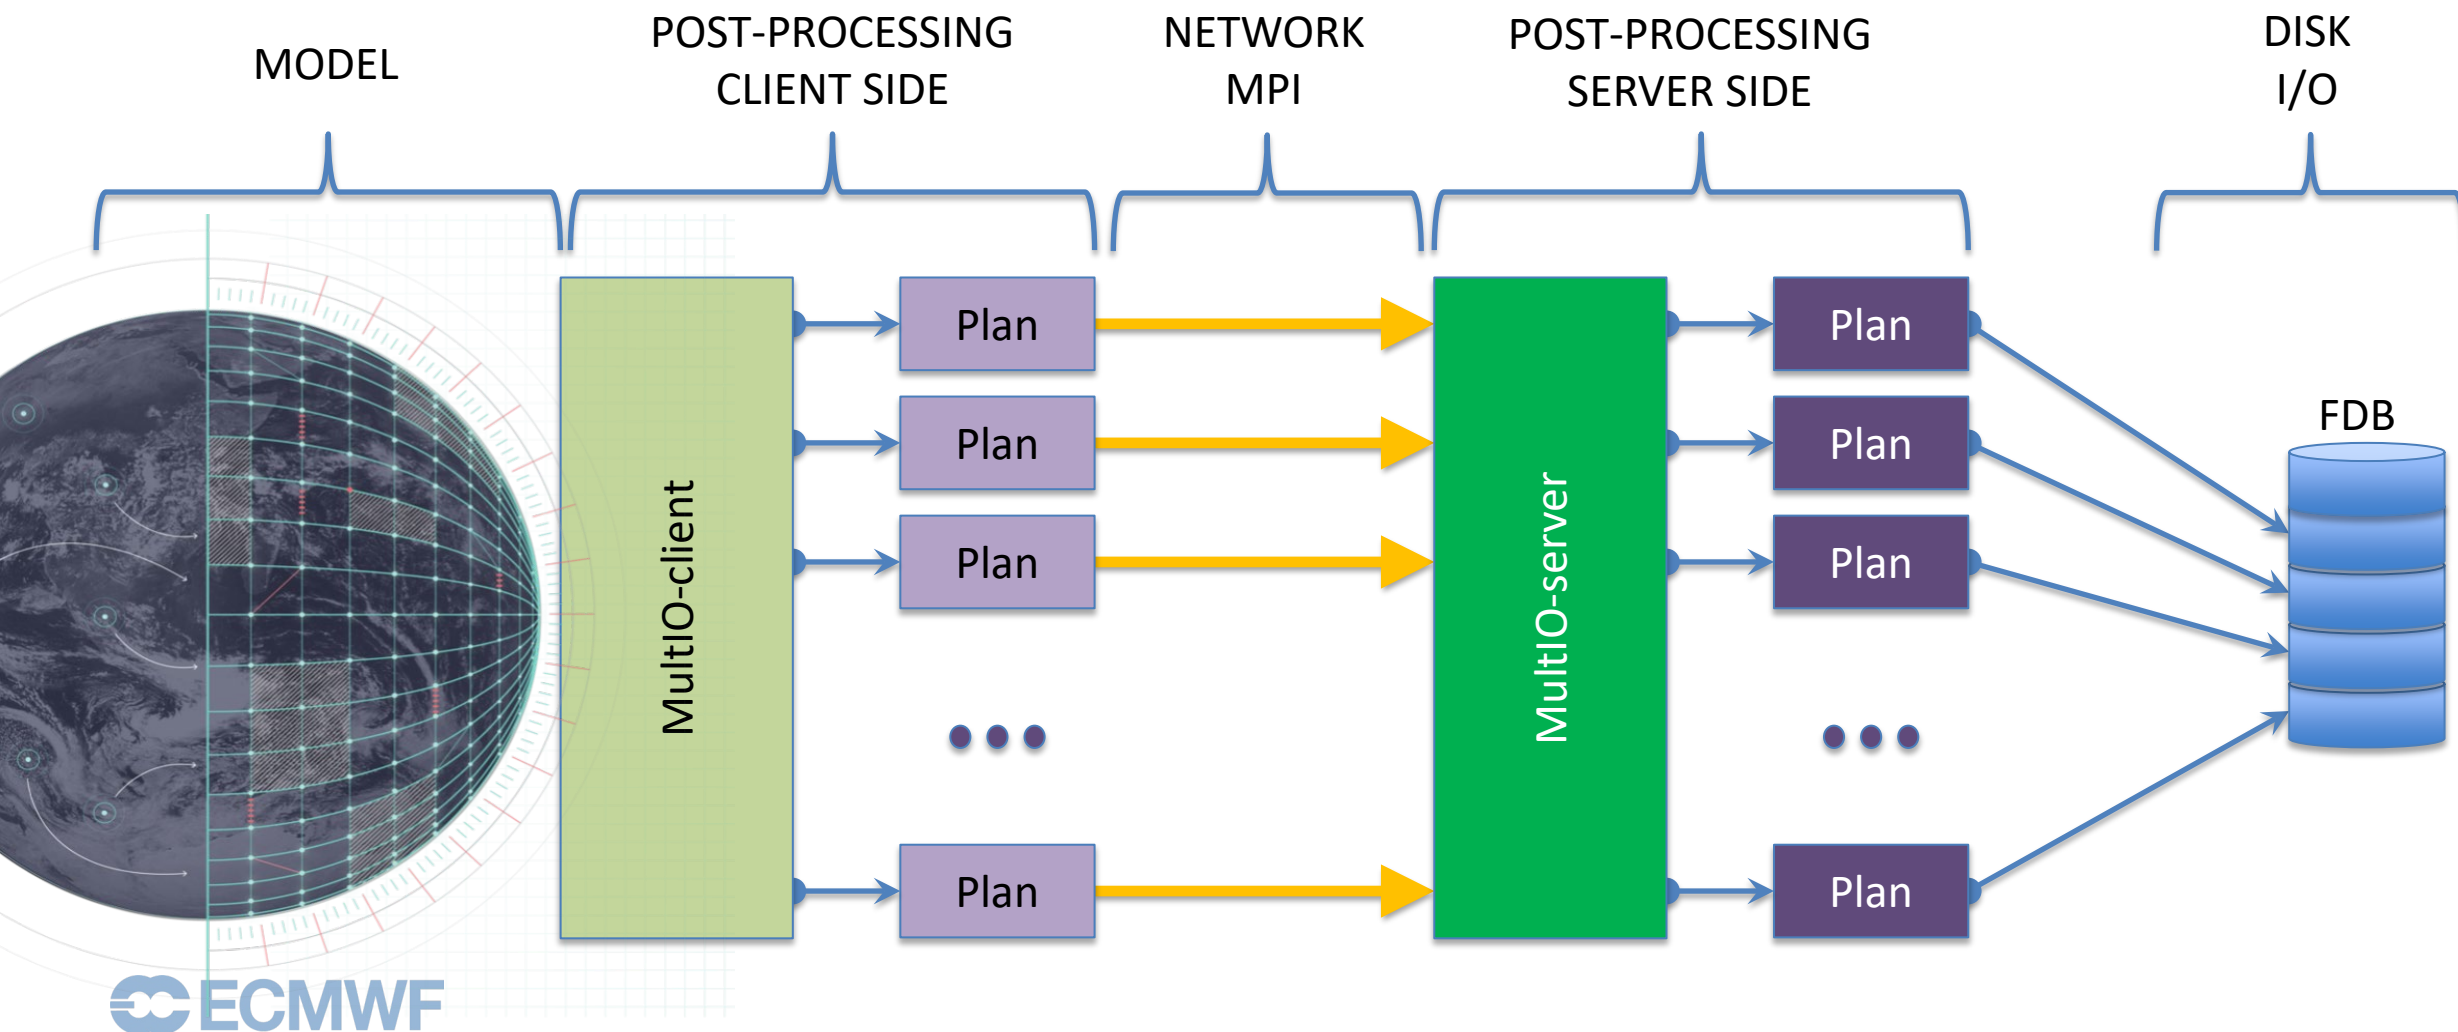 MODEL
POST-PROCESSING
CLIENT SIDE
NETWORK
MPI
POST-PROCESSING
SERVER SIDE
DISK
I/O
MultIO-client
Plan
Plan
Plan
Plan
MultIO-server
Plan
Plan
Plan
Plan
FDB
ECMWF